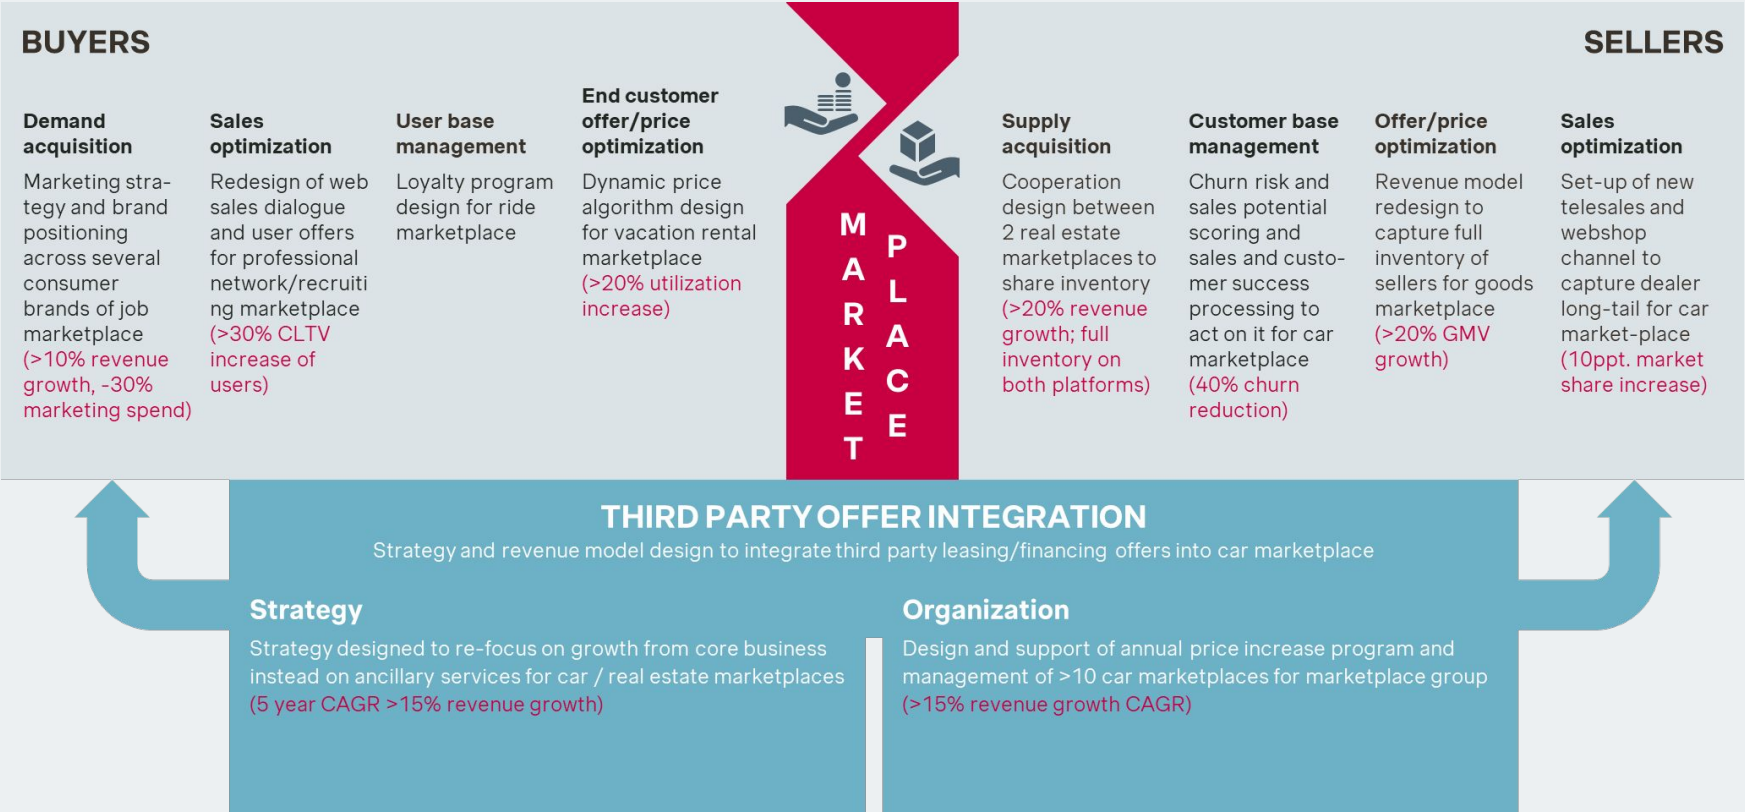 BUYERS
Demand
acquisition
Marketing stra-
tegy and brand
positioning
across several
consumer
brands of job
marketplace
(>10% revenue
growth, -30%
marketing spend)
Sales
optimization
Redesign of web
sales dialogue
and user offers
for professional
network/recruiti
ng marketplace
(>30% CLTV
increase of
users)
User base
management
Loyalty program
design for ride
marketplace
End customer
offer/price
optimization
Dynamic price
algorithm design
for vacation rental
marketplace
(>20% utilization
increase)
MARKET
PLACE
SELLERS
Supply
acquisition
Cooperation
design between
2 real estate
marketplaces to
share inventory
(>20% revenue
growth; full
inventory on
both platforms)
Customer base
management
Churn risk and
sales potential
scoring and
sales and custo-
mer success
processing to
act on it for car
marketplace
(40% churn
reduction)
Offer/price
optimization
Revenue model
redesign to
capture full
inventory of
sellers for goods
marketplace
(>20% GMV
growth)
Sales
optimization
Set-up of new
telesales and
webshop
channel to
capture dealer
long-tail for car
market-place
(10ppt. market
share increase)
THIRD PARTY OFFER INTEGRATION
Strategy and revenue model design to integrate third party leasing/financing offers into car marketplace
Strategy
Strategy designed to re-focus on growth from core business
instead on ancillary services for car / real estate marketplaces
(5 year CAGR >15% revenue growth)
Organization
Design and support of annual price increase program and
management of >10 car marketplaces for marketplace group
(>15% revenue growth CAGR)